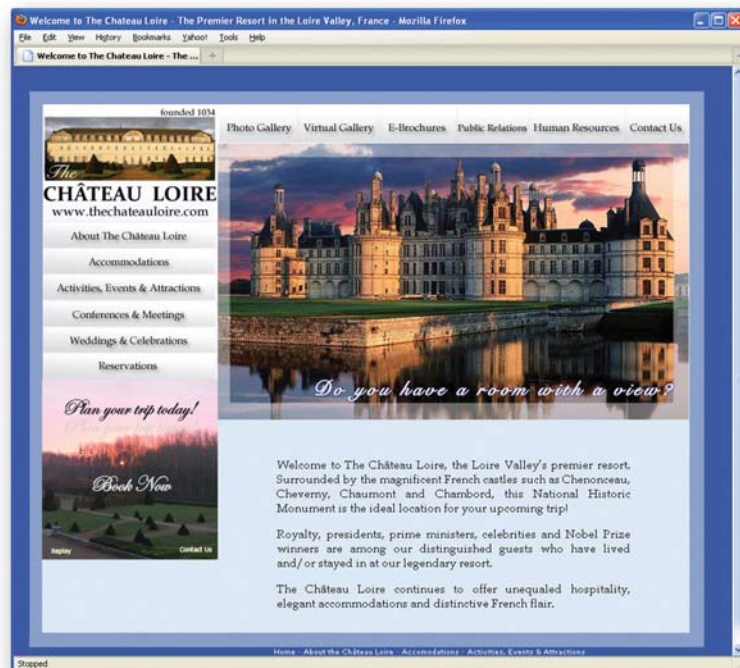 Welcome to The Chateau Loire - The Premier Resort in the Loire Valley, France - Mozilla Firefox
File Edit View History Bookmarks Yahoo! Tools Help
Welcome to The Chateau Loire - The ...
founded 1034
The
CHÂTEAU LOIRE
www.thechateauloire.com
About The Château Loire
Accommodations
Activities, Events & Attractions
Conferences & Meetings
Weddings & Celebrations
Reservations
Plan your trip today!
Book Now
Replay Contact Us
Photo Gallery Virtual Gallery E-Brochures Public Relations Human Resources Contact Us
Do you have a room with a view?
Welcome to The Château Loire, the Loire Valley's premier resort.
Surrounded by the magnificent French castles such as Chenonceau,
Cheverny, Chaumont and Chambord, this National Historic
Monument is the ideal location for your upcoming trip!
Royalty, presidents, prime ministers, celebrities and Nobel Prize
winners are among our distinguished guests who have lived
and/or stayed in at our legendary resort.
The Château Loire continues to offer unequaled hospitality,
elegant accommodations and distinctive French flair.
Home · About the Château Loire · Accomodations · Activities, Events & Attractions
Stopped